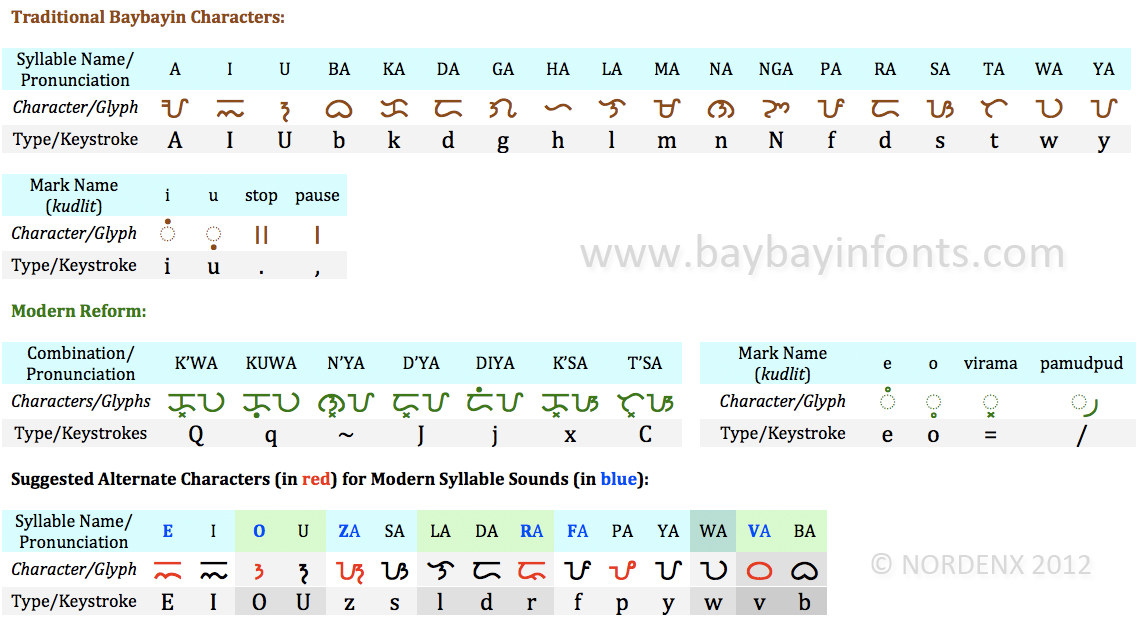 Traditional Baybayin Characters:
Syllable Name/
Pronunciation A I U BA KA DA GA HA LA MA NA NGA PA RA SA TA WA YA
Character/Glyph ᜀ ᜁ ᜂ ᜊ ᜃ ᜇ ᜄ ᜑ ᜎ ᜋ ᜈ ᜅ ᜉ ᜇ ᜐ ᜆ ᜏ ᜌ
Type/Keystroke A I U b k d g h l m n N f d s t w y
Mark Name
(kudlit) i u stop pause
Character/Glyph ◌ᜒ ◌ᜓ ᜶ ᜵
Type/Keystroke i u . ,
www.baybayinfonts.com
Modern Reform:
Combination/
Pronunciation K’WA KUWA N’YA D’YA DIYA K’SA T’SA
Characters/Glyphs ᜃ᜔ᜏ ᜃᜓᜏ ᜈ᜔ᜌ ᜇ᜔ᜌ ᜇᜒᜌ ᜃ᜔ᜐ ᜆ᜔ᜐ
Type/Keystrokes Q q ~ J j x C
Mark Name
(kudlit) e o virama pamudpud
Character/Glyph ◌ᜒ ◌ᜓ ◌᜔ ◌᜕
Type/Keystroke e o = /
Suggested Alternate Characters (in red) for Modern Syllable Sounds (in blue):
Syllable Name/
Pronunciation E I O U ZA SA LA DA RA FA PA YA WA VA BA
Character/Glyph ᜁ ᜂ ᜐ ᜎ ᜇ ᜉ ᜌ ᜏ ᜊ
Type/Keystroke E I O U z s l d r f p y w v b
© NORDENX 2012